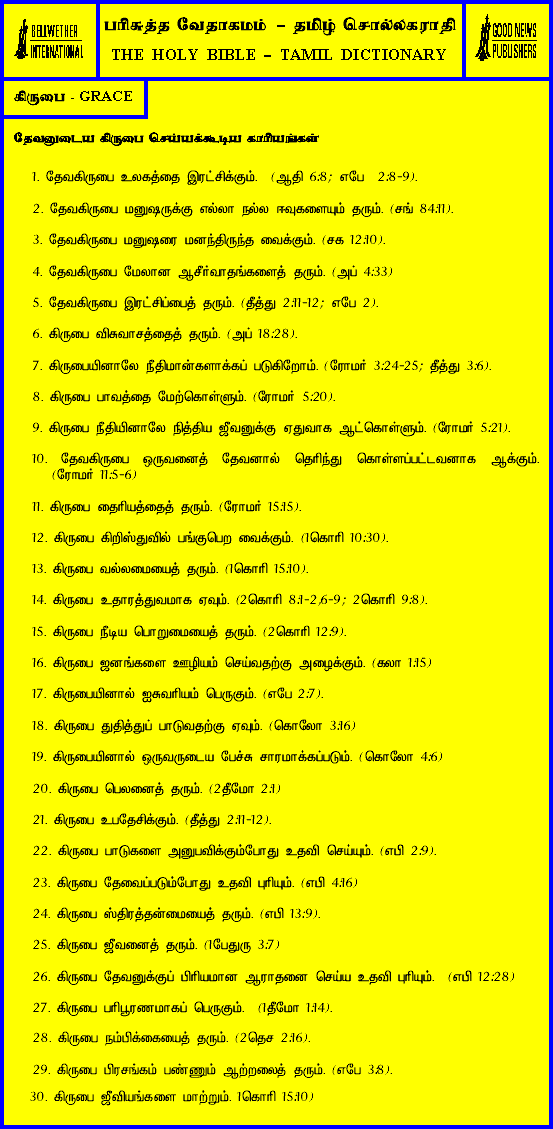 BELLWETHER
INTERNATIONAL
பரிசுத்த வேதாகமம் – தமிழ் சொல்லகராதி
THE HOLY BIBLE – TAMIL DICTIONARY
GOOD NEWS
PUBLISHERS
கிருபை - GRACE
தேவனுடைய கிருபை செய்யக்கூடிய காரியங்கள்
1. தேவகிருபை உலகத்தை இரட்சிக்கும். (ஆதி 6:8; எபே 2:8-9).
2. தேவகிருபை மனுஷருக்கு எல்லா நல்ல ஈவுகளையும் தரும். (சங் 84:11).
3. தேவகிருபை மனுஷரை மனந்திருந்த வைக்கும். (சக 12:10).
4. தேவகிருபை மேலான ஆசீர்வாதங்களைத் தரும். (அப் 4:33)
5. தேவகிருபை இரட்சிப்பைத் தரும். (தீத்து 2:11-12; எபே 2).
6. கிருபை விசுவாசத்தைத் தரும். (அப் 18:28).
7. கிருபையினாலே நீதிமான்களாக்கப் படுகிறோம். (ரோமர் 3:24-25; தீத்து 3:6).
8. கிருபை பாவத்தை மேற்கொள்ளும். (ரோமர் 5:20).
9. கிருபை நீதியினாலே நித்திய ஜீவனுக்கு ஏதுவாக ஆட்கொள்ளும். (ரோமர் 5:21).
10. தேவகிருபை ஒருவனைத் தேவனால் தெரிந்து கொள்ளப்பட்டவனாக ஆக்கும்.
(ரோமர் 11:5-6)
11. கிருபை தைரியத்தைத் தரும். (ரோமர் 15:15).
12. கிருபை கிறிஸ்துவில் பங்குபெற வைக்கும். (1கொரி 10:30).
13. கிருபை வல்லமையைத் தரும். (1கொரி 15:10).
14. கிருபை உதாரத்துவமாக ஏவும். (2கொரி 8:1-2,6-9; 2கொரி 9:8).
15. கிருபை நீடிய பொறுமையைத் தரும். (2கொரி 12:9).
16. கிருபை ஜனங்களை ஊழியம் செய்வதற்கு அழைக்கும். (கலா 1:15)
17. கிருபையினால் ஐசுவரியம் பெருகும். (எபே 2:7).
18. கிருபை துதித்துப் பாடுவதற்கு ஏவும். (கொலோ 3:16)
19. கிருபையினால் ஒருவருடைய பேச்சு சாரமாக்கப்படும். (கொலோ 4:6)
20. கிருபை பெலனைத் தரும். (2தீமோ 2:1)
21. கிருபை உபதேசிக்கும். (தீத்து 2:11-12).
22. கிருபை பாடுகளை அனுபவிக்கும்போது உதவி செய்யும். (எபி 2:9).
23. கிருபை தேவைப்படும்போது உதவி புரியும். (எபி 4:16)
24. கிருபை ஸ்திரத்தன்மையைத் தரும். (எபி 13:9).
25. கிருபை ஜீவனைத் தரும். (1பேதுரு 3:7)
26. கிருபை தேவனுக்குப் பிரியமான ஆராதனை செய்ய உதவி புரியும். (எபி 12:28)
27. கிருபை பரிபூரணமாகப் பெருகும். (1தீமோ 1:14).
28. கிருபை நம்பிக்கையைத் தரும். (2தெச 2:16).
29. கிருபை பிரசங்கம் பண்ணும் ஆற்றலைத் தரும். (எபே 3:8).
30. கிருபை ஜீவியங்களை மாற்றும். 1கொரி 15:10)